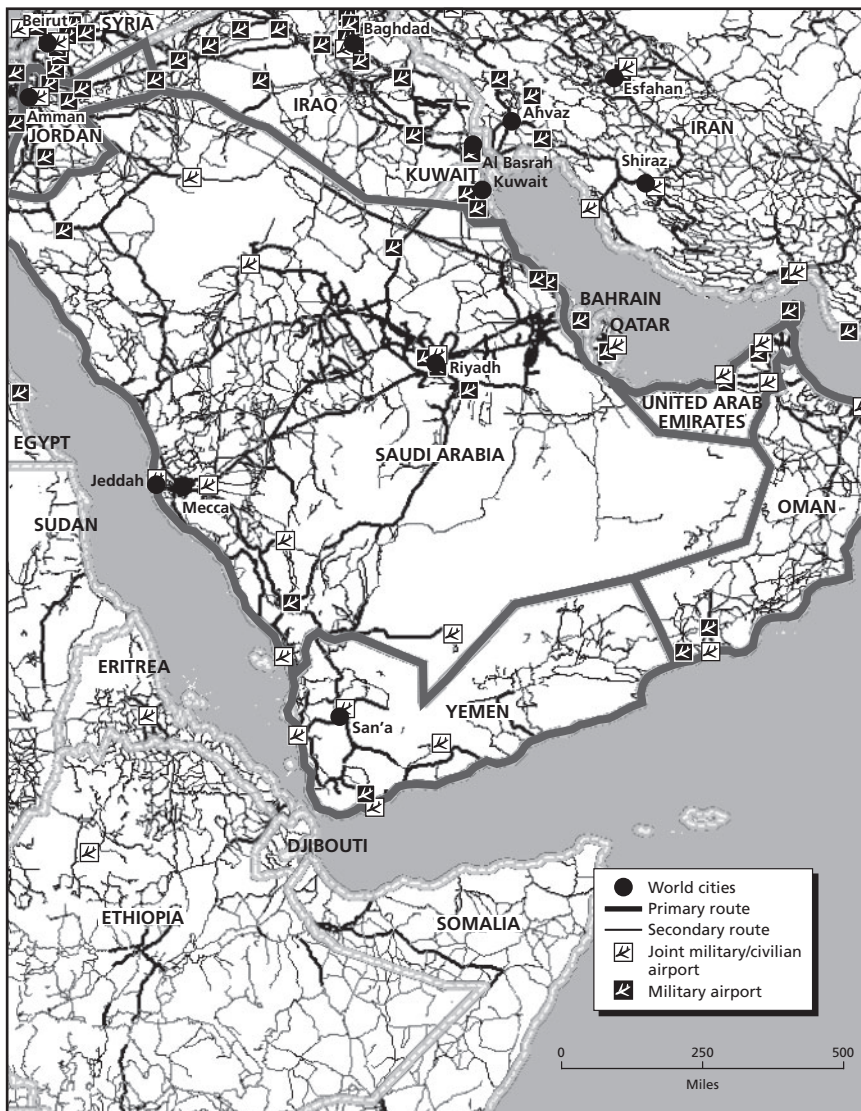 Beirut
SYRIA
Baghdad
Esfahan
Amman
JORDAN
IRAQ
Ahvaz
IRAN
Al Basrah
KUWAIT
Kuwait
Shiraz
BAHRAIN
QATAR
Riyadh
UNITED ARAB
EMIRATES
EGYPT
SAUDI ARABIA
Jeddah
Mecca
SUDAN
OMAN
ERITREA
YEMEN
San’a
DJIBOUTI
ETHIOPIA
SOMALIA
World cities
Primary route
Secondary route
Joint military/civilian
airport
Military airport
0 250 500
Miles